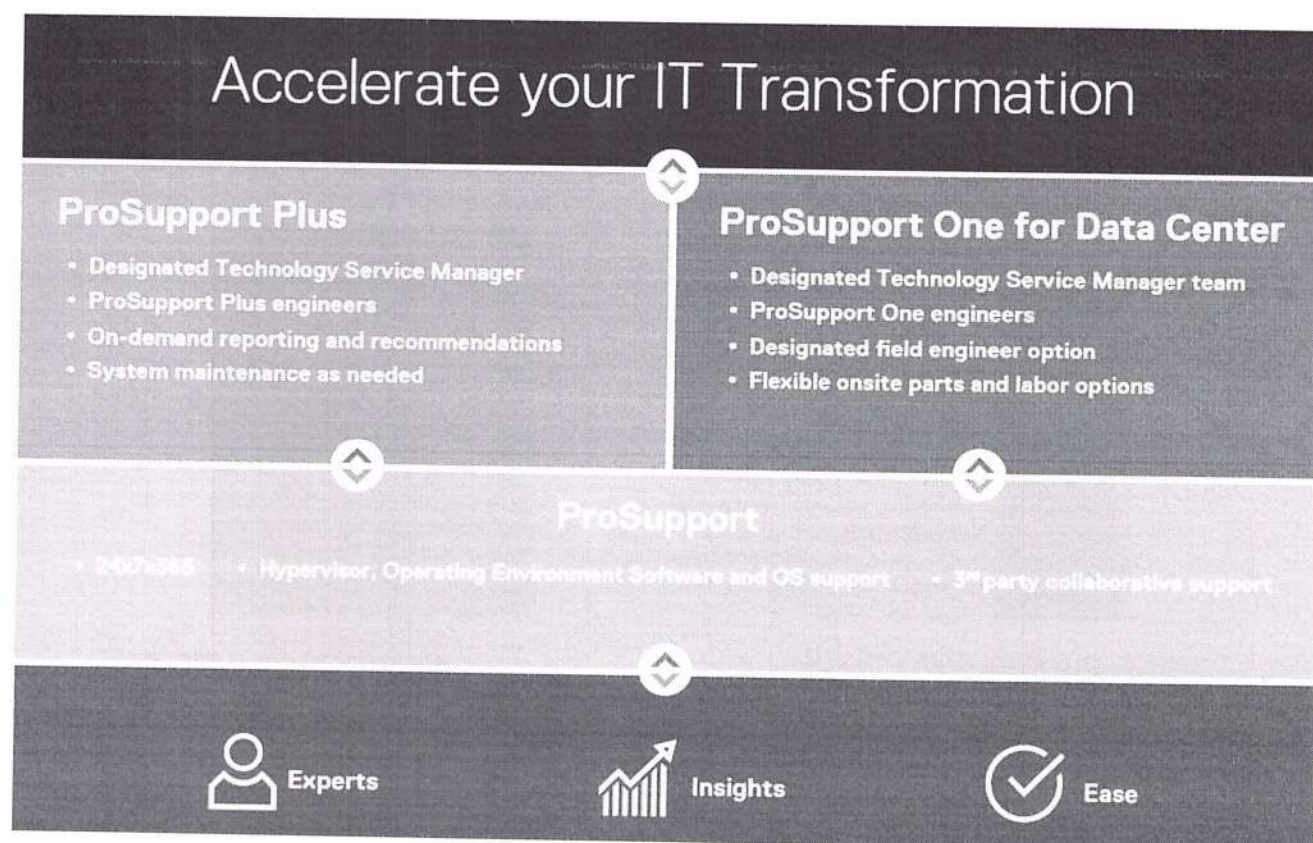 Accelerate your IT Transformation
ProSupport Plus
• Designated Technology Service Manager
• ProSupport Plus engineers
• On-demand reporting and recommendations
• System maintenance as needed
ProSupport One for Data Center
• Designated Technology Service Manager team
• ProSupport One engineers
• Designated field engineer option
• Flexible onsite parts and labor options
ProSupport
• 24x7x365 • Hypervisor, Operating Environment Software and OS support • 3rd party collaborative support
Experts
Insights
Ease